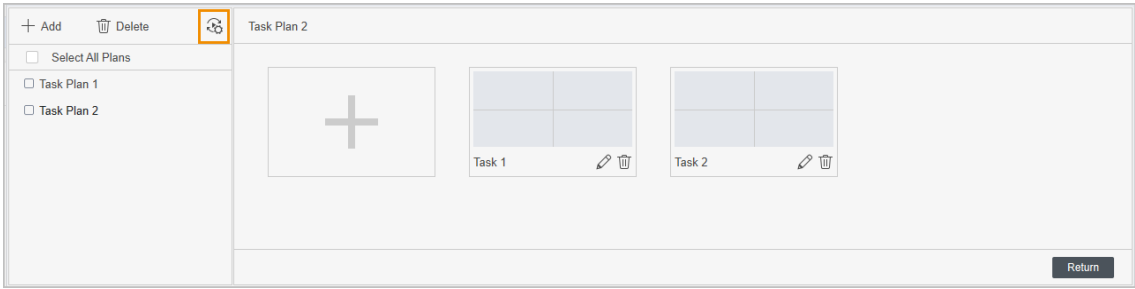 Add
Delete
Select All Plans
Task Plan 1
Task Plan 2
Task Plan 2
Task 1
Task 2
Return